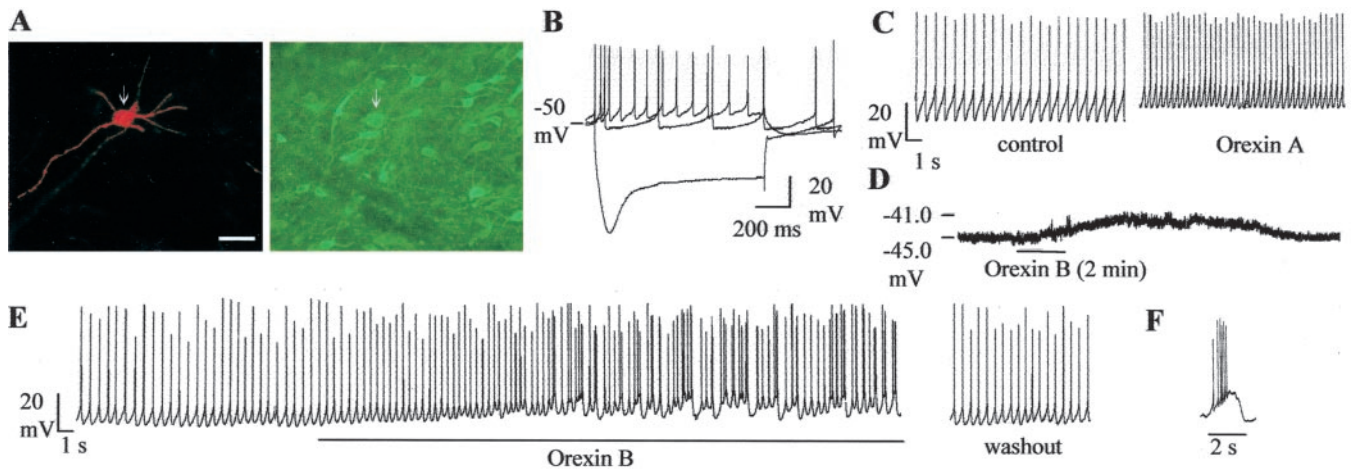 A
B
-50
mV
20
mV
200 ms
C
20
mV
1 s
control
Orexin A
D
-41.0
-45.0
mV
Orexin B (2 min)
E
20
mV
1 s
Orexin B
washout
F
2 s